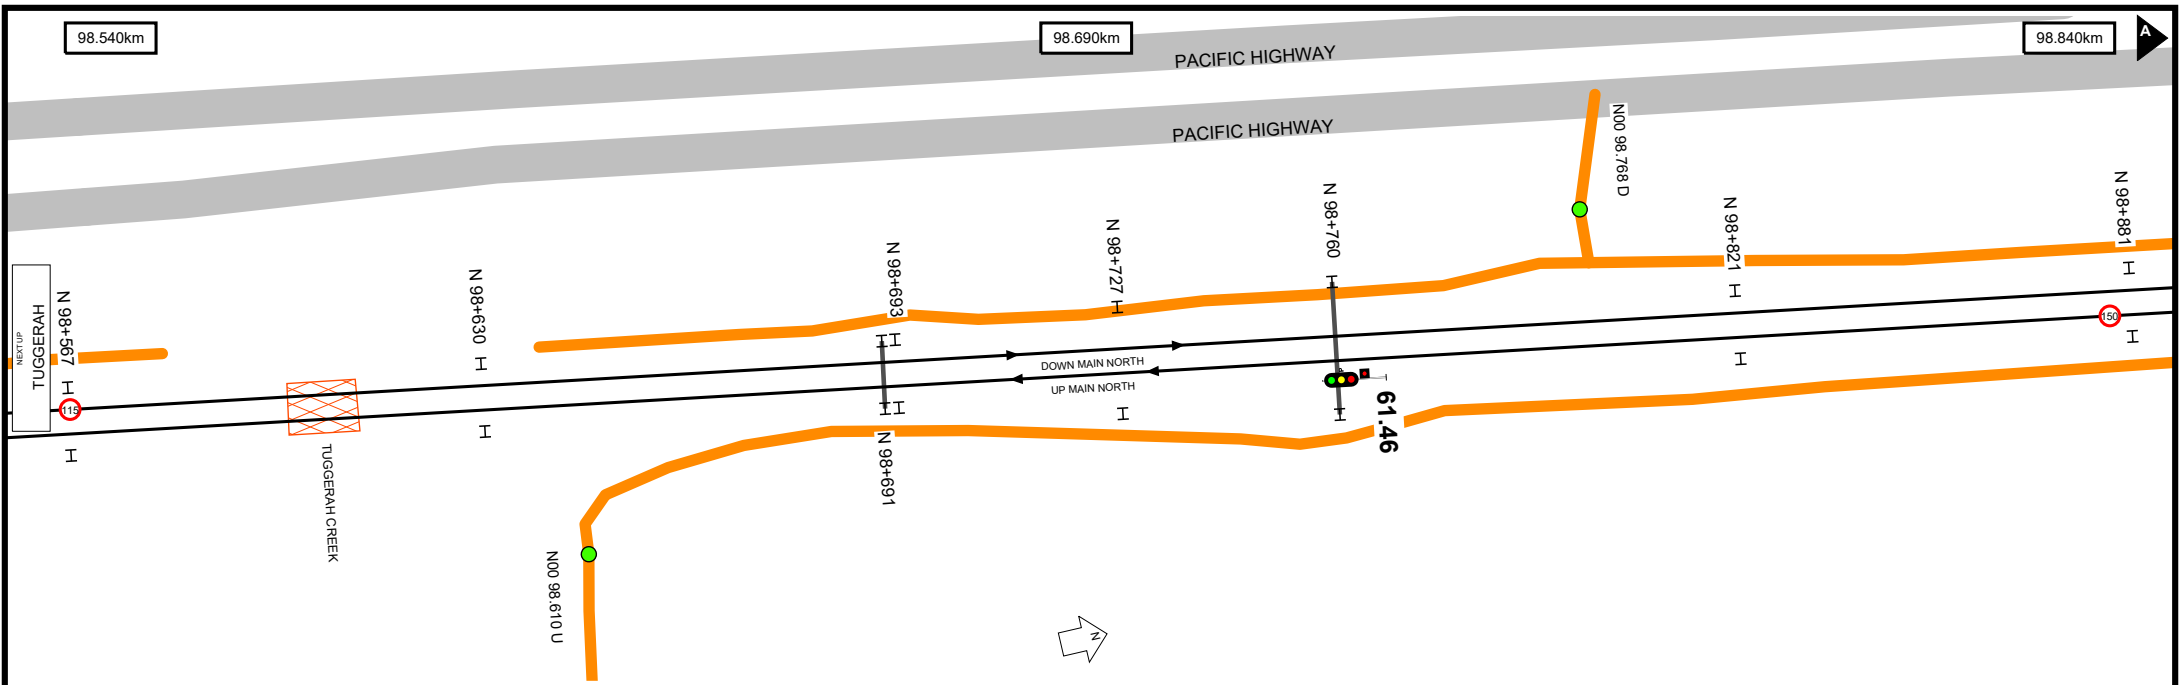 98.540km
98.690km
98.840km
A
PACIFIC HIGHWAY
PACIFIC HIGHWAY
N00 98.768 D
N 98+881
N 98+821
N 98+760
N 98+727
N 98+693
N 98+630
N 98+567
NEXT UP
TUGGERAH
115
150
DOWN MAIN NORTH
UP MAIN NORTH
61.46
N 98+691
TUGGERAH CREEK
N00 98.610 U
N